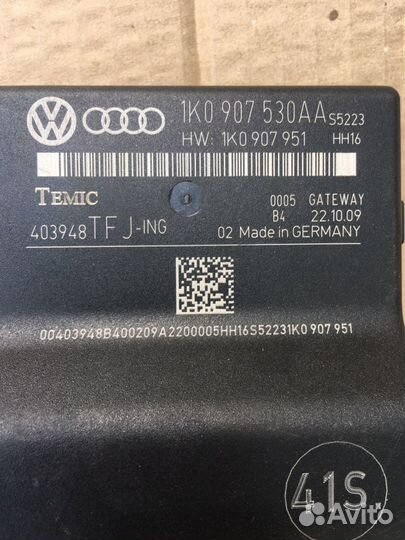 1K0 907 530AA S5223
HW: 1K0 907 951 HH16
TEMIC
0005 GATEWAY
B4 22.10.09
403948TFJ-ING
02 Made in GERMANY
00403948B400209A2200005HH16S52231K0 907 951
41S
Avito